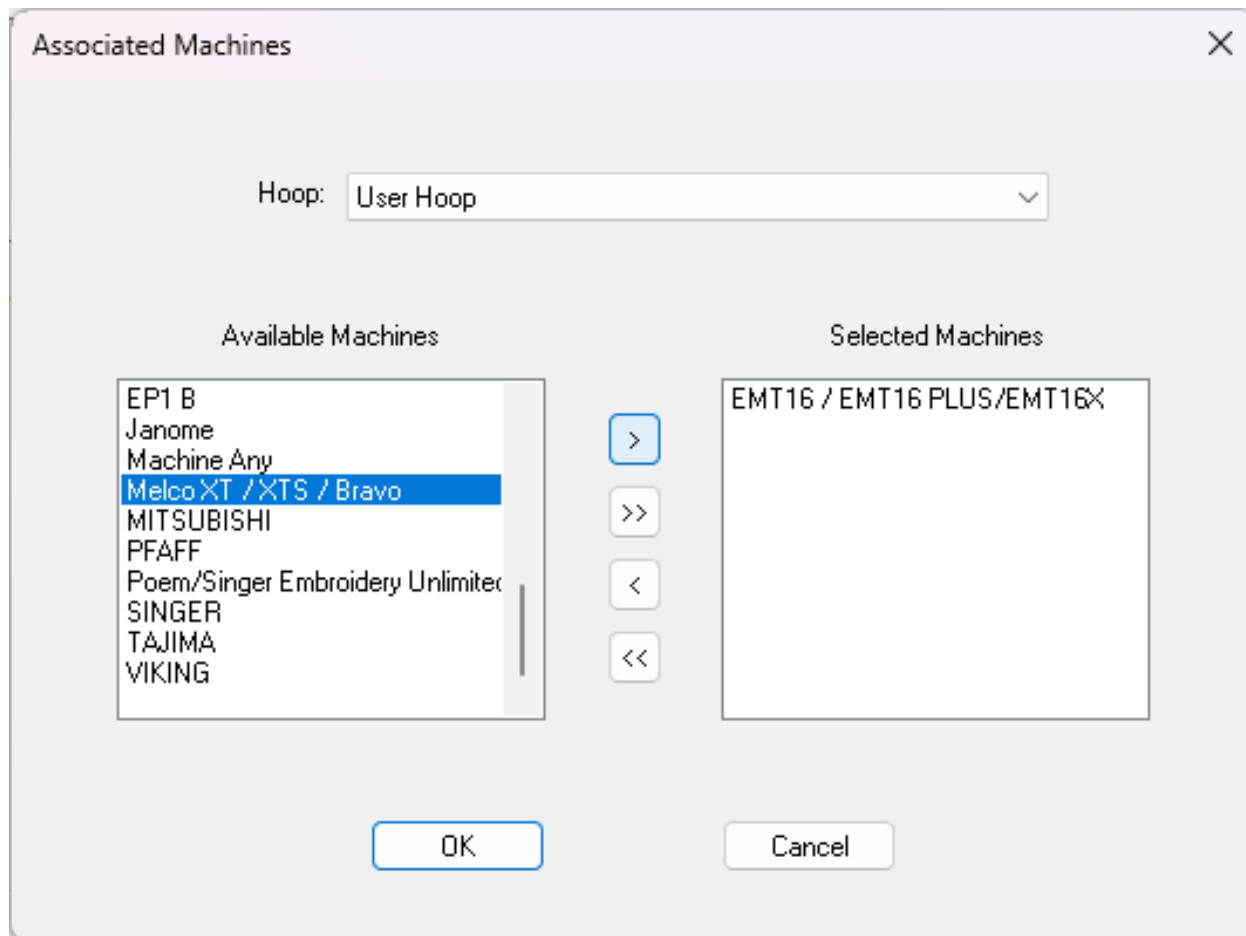 Associated Machines
Hoop:
User Hoop
Available Machines
Selected Machines
EP1 B
Janome
Machine Any
Melco XT / XTS / Bravo
MITSUBISHI
PFAFF
Poem/Singer Embroidery Unlimitec
SINGER
TAJIMA
VIKING
>
>>
<
<<
EMT16 / EMT16 PLUS/EMT16X
OK
Cancel